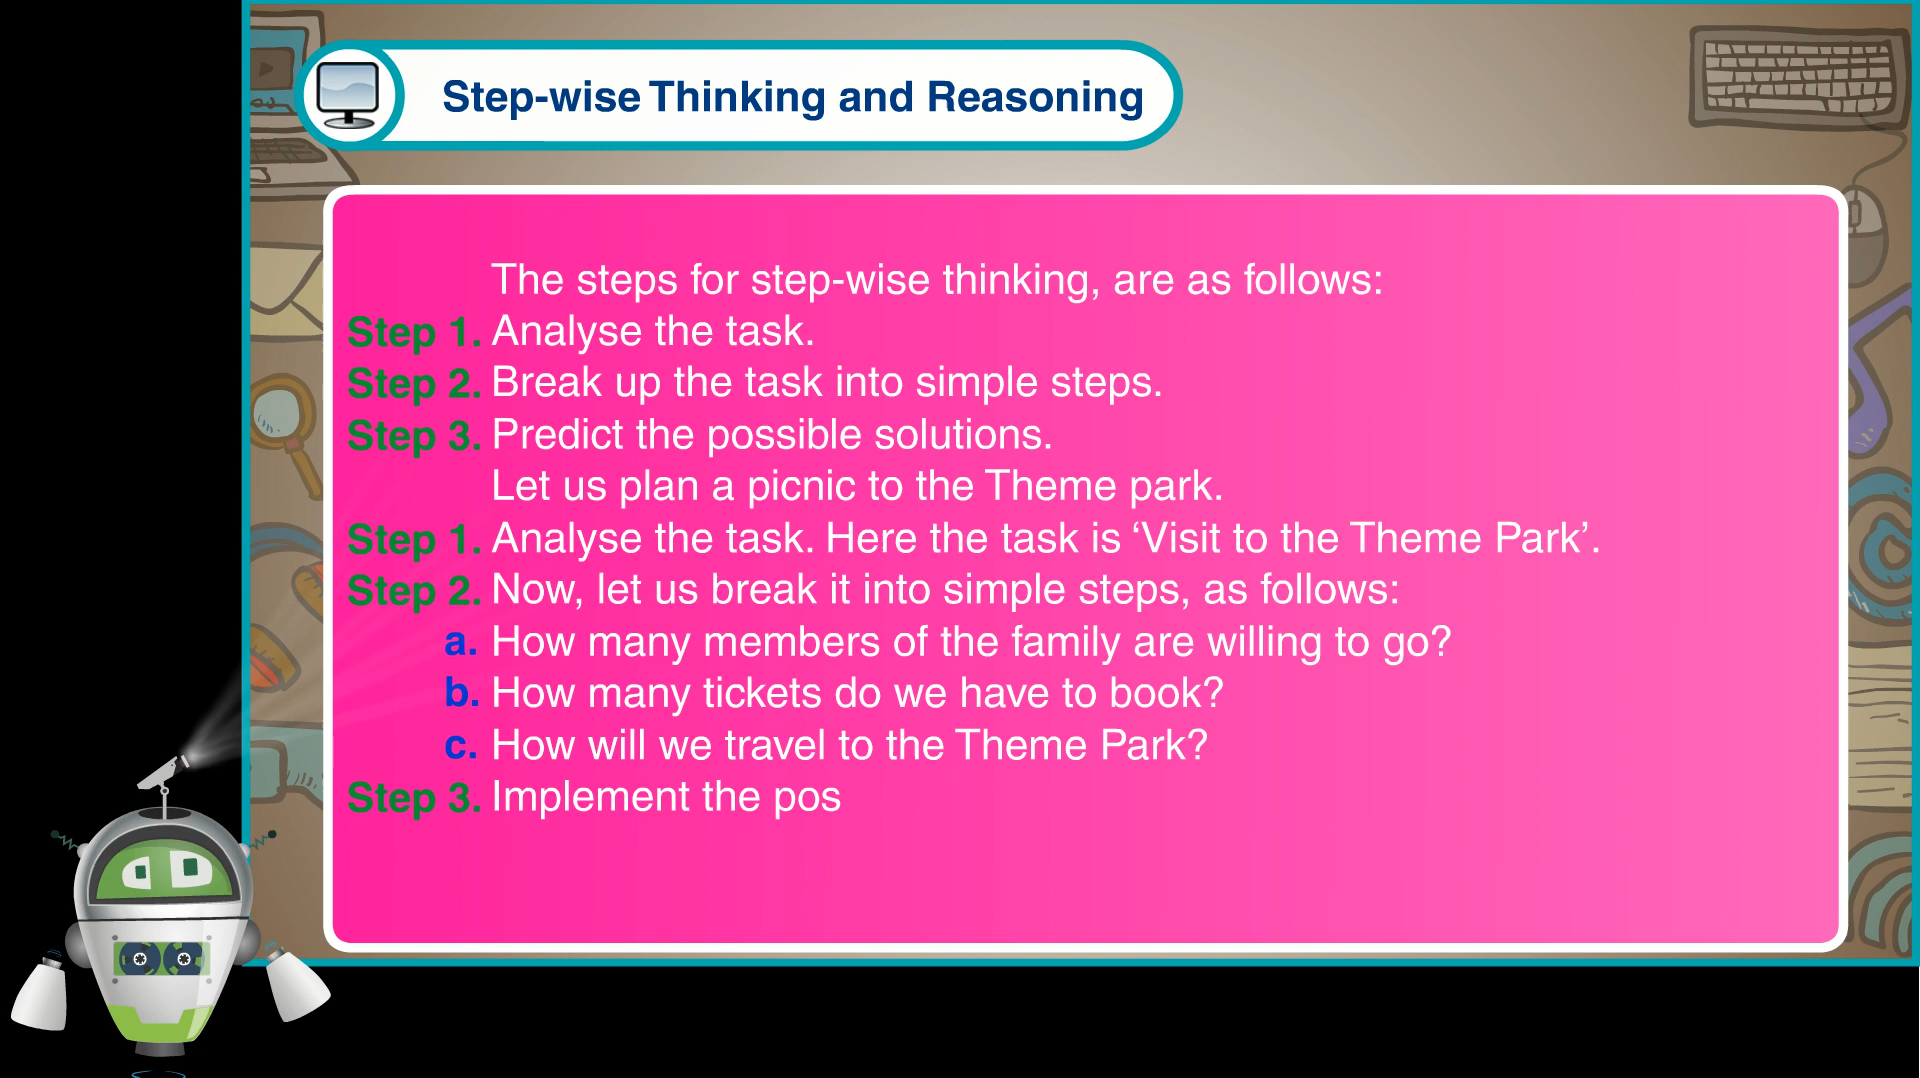 Step-wise Thinking and Reasoning
The steps for step-wise thinking, are as follows:
Step 1. Analyse the task.
Step 2. Break up the task into simple steps.
Step 3. Predict the possible solutions.
Let us plan a picnic to the Theme park.
Step 1. Analyse the task. Here the task is ‘Visit to the Theme Park’.
Step 2. Now, let us break it into simple steps, as follows:
a. How many members of the family are willing to go?
b. How many tickets do we have to book?
c. How will we travel to the Theme Park?
Step 3. Implement the pos